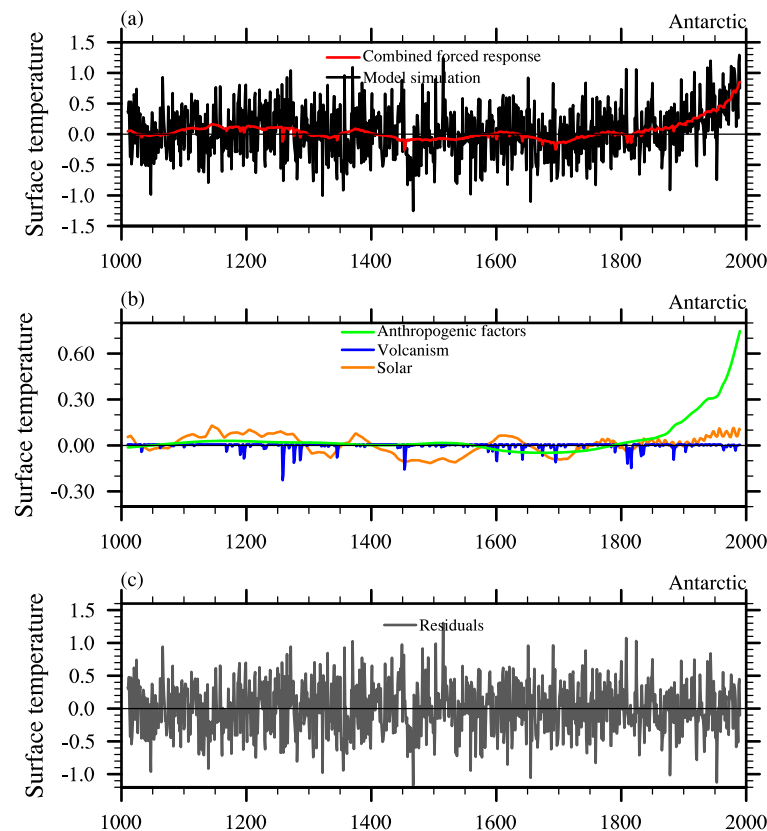 (a) Antarctic
Surface temperature
1.5
1.0
0.5
0.0
-0.5
-1.0
-1.5
Combined forced response
Model simulation
1000 1200 1400 1600 1800 2000
(b) Antarctic
Surface temperature
0.60
0.30
0.00
-0.30
Anthropogenic factors
Volcanism
Solar
1000 1200 1400 1600 1800 2000
(c) Antarctic
Surface temperature
1.5
1.0
0.5
0.0
-0.5
-1.0
Residuals
1000 1200 1400 1600 1800 2000